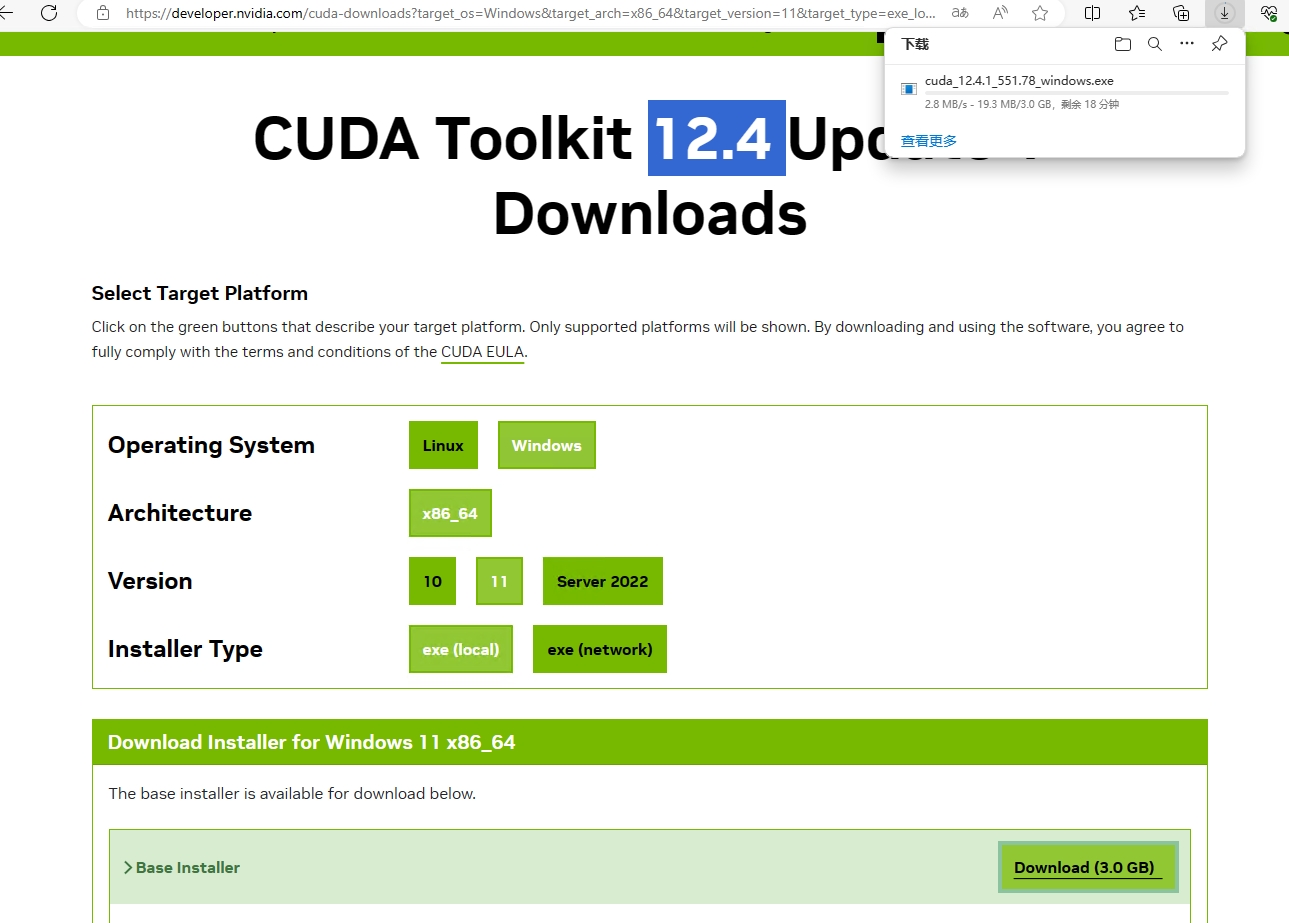 https://developer.nvidia.com/cuda-downloads?target_os=Windows&target_arch=x86_64&target_version=11&target_type=exe_lo...
下载
cuda_12.4.1_551.78_windows.exe
2.8 MB/s - 19.3 MB/3.0 GB，剩余 18 分钟
查看更多
CUDA Toolkit 12.4
Downloads
Select Target Platform
Click on the green buttons that describe your target platform. Only supported platforms will be shown. By downloading and using the software, you agree to
fully comply with the terms and conditions of the CUDA EULA.
Operating System Linux Windows
Architecture x86_64
Version 10 11 Server 2022
Installer Type exe (local) exe (network)
Download Installer for Windows 11 x86_64
The base installer is available for download below.
Base Installer Download (3.0 GB)